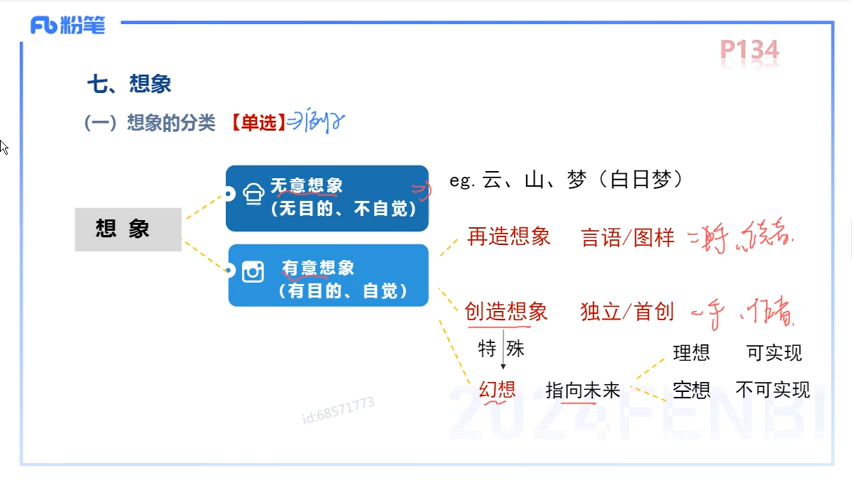 粉笔
P134
七、想象
（一）想象的分类 【单选】
无意想象
(无目的、不自觉)
eg. 云、山、梦（白日梦）
想 象
有意想象
(有目的、自觉)
再造想象 言语/图样
创造想象 独立/首创
特 殊
理想 可实现
幻想 指向未来
空想 不可实现
id:68571773
2024FENBI